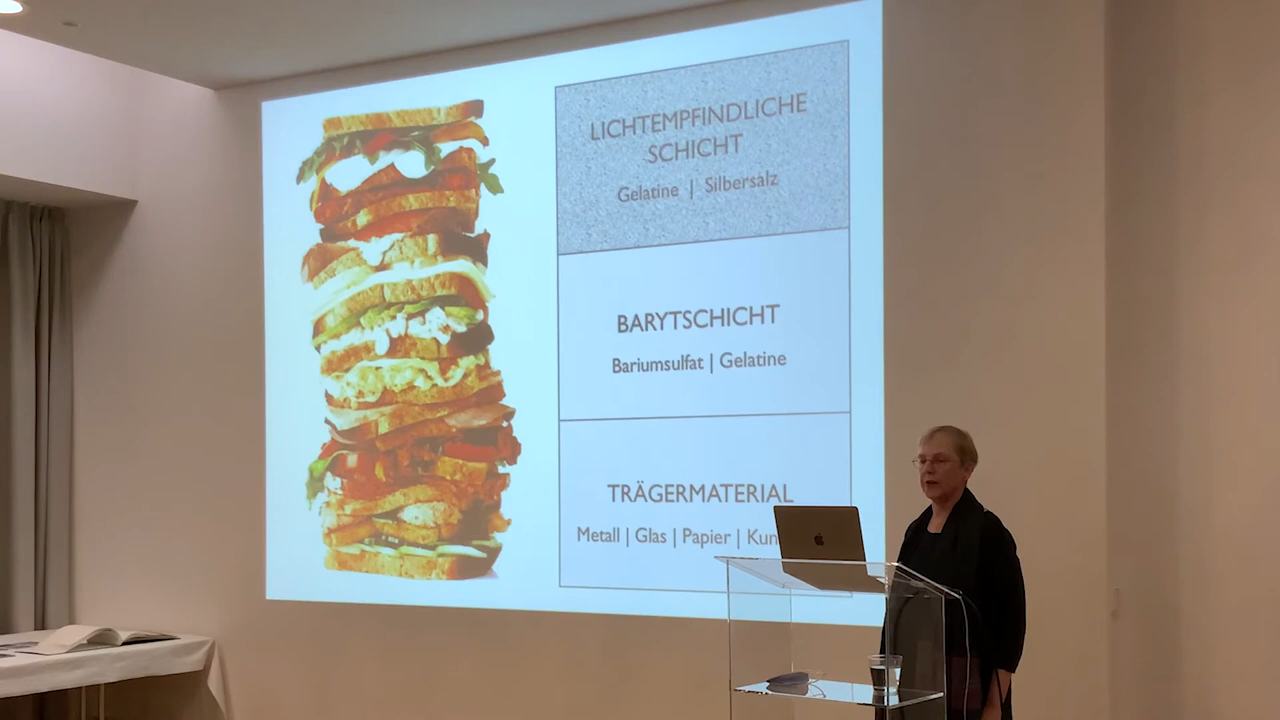 LICHTEMPFINDLICHE
SCHICHT
Gelatine | Silbersalz
BARYTSCHICHT
Bariumsulfat | Gelatine
TRÄGERMATERIAL
Metall | Glas | Papier |